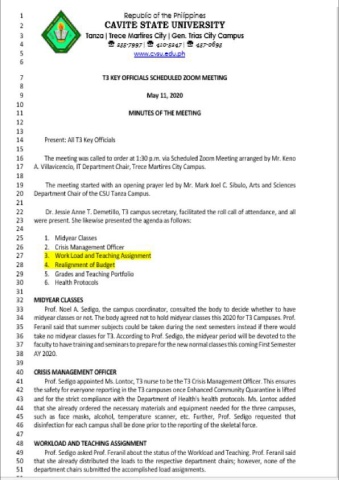 1 Republic of the Philippines
2 CAVITE STATE UNIVERSITY
3 Tanza | Trece Martires City | Gen. Trias City Campus
4 ☎ 255-7997 | ☎ 410-5247 | ☎ 437-0693
5 www.cvsu.edu.ph
6
7 T3 KEY OFFICIALS SCHEDULED ZOOM MEETING
8
9 May 11, 2020
10
11 MINUTES OF THE MEETING
12
13
14 Present: All T3 Key Officials
15
16 The meeting was called to order at 1:30 p.m. via Scheduled Zoom Meeting arranged by Mr. Keno
17 A. Villavicencio, IT Department Chair, Trece Martires City Campus.
18
19 The meeting started with an opening prayer led by Mr. Mark Joel C. Sibulo, Arts and Sciences
20 Department Chair of the CSU Tanza Campus.
21
22 Dr. Jessie Anne T. Demetillo, T3 campus secretary, facilitated the roll call of attendance, and all
23 were present. She likewise presented the agenda as follows:
24
25 1. Midyear Classes
26 2. Crisis Management Officer
27 3. Work Load and Teaching Assignment
28 4. Realignment of Budget
29 5. Grades and Teaching Portfolio
30 6. Health Protocols
31
32 MIDYEAR CLASSES
33 Prof. Noel A. Sedigo, the campus coordinator, consulted the body to decide whether to have
34 midyear classes or not. The body agreed not to hold midyear classes this 2020 for T3 Campuses. Prof.
35 Feranil said that summer subjects could be taken during the next semesters instead if there would
36 take no midyear classes for T3. According to Prof. Sedigo, the midyear period will be devoted to the
37 faculty to have training and seminars to prepare for the new normal this coming First Semester
38 AY 2020.
39
40 CRISIS MANAGEMENT OFFICER
41 Prof. Sedigo appointed Ms. Lontoc, T3 nurse to be the T3 Crisis Management Officer. This ensures
42 the safety for everyone reporting in the T3 campuses once Enhanced Community Quarantine is lifted
43 and for the strict compliance with the Department of Health's health protocols. Ms. Lontoc added
44 that she already ordered the necessary materials and equipment needed for the three campuses,
45 such as face masks, alcohol, temperature scanner, etc. Further, Prof. Sedigo requested that
46 disinfection for each campus shall be done prior to the reporting of the skeletal force.
47
48 WORKLOAD AND TEACHING ASSIGNMENT
49 Prof. Sedigo asked Prof. Feranil about the status of the Workload and Teaching. Prof. Feranil said
50 that she already distributed the loads to the respective department chairs; however, none of the
51 department chairs submitted the accomplished load assignments.